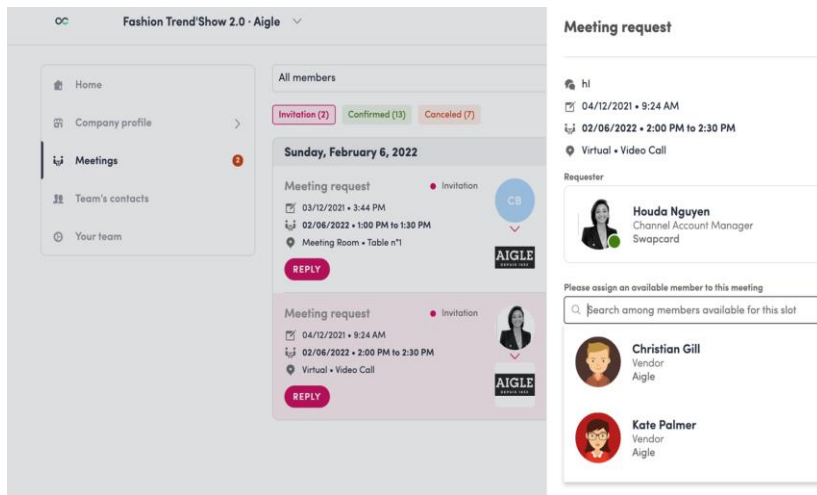 Fashion Trend'Show 2.0 · Aigle
Home
Company profile
Meetings
2
Team's contacts
Your team
All members
Invitation (2)
Confirmed (13)
Canceled (7)
Sunday, February 6, 2022
Meeting request
Invitation
CB
03/12/2021 • 3:44 PM
02/06/2022 • 1:00 PM to 1:30 PM
Meeting Room • Table n°1
AIGLE
DEPUIS 1853
REPLY
Meeting request
Invitation
04/12/2021 • 9:24 AM
02/06/2022 • 2:00 PM to 2:30 PM
Virtual • Video Call
AIGLE
DEPUIS 1853
REPLY
Meeting request
hl
04/12/2021 • 9:24 AM
02/06/2022 • 2:00 PM to 2:30 PM
Virtual • Video Call
Requester
Houda Nguyen
Channel Account Manager
Swapcard
Please assign an available member to this meeting
Search among members available for this slot
Christian Gill
Vendor
Aigle
Kate Palmer
Vendor
Aigle